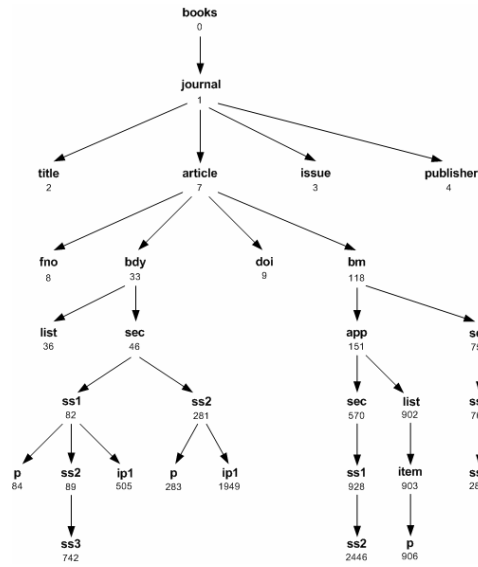 books
0
journal
1
title article issue publisher
2 7 3 4
fno bdy doi bm
8 33 9 118
list sec app
36 46 151
ss1 ss2 sec list
82 281 570 902
p ss2 ip1 p ip1 ss1 item
84 89 505 283 1949 928 903
ss3 ss2 p
742 2446 906